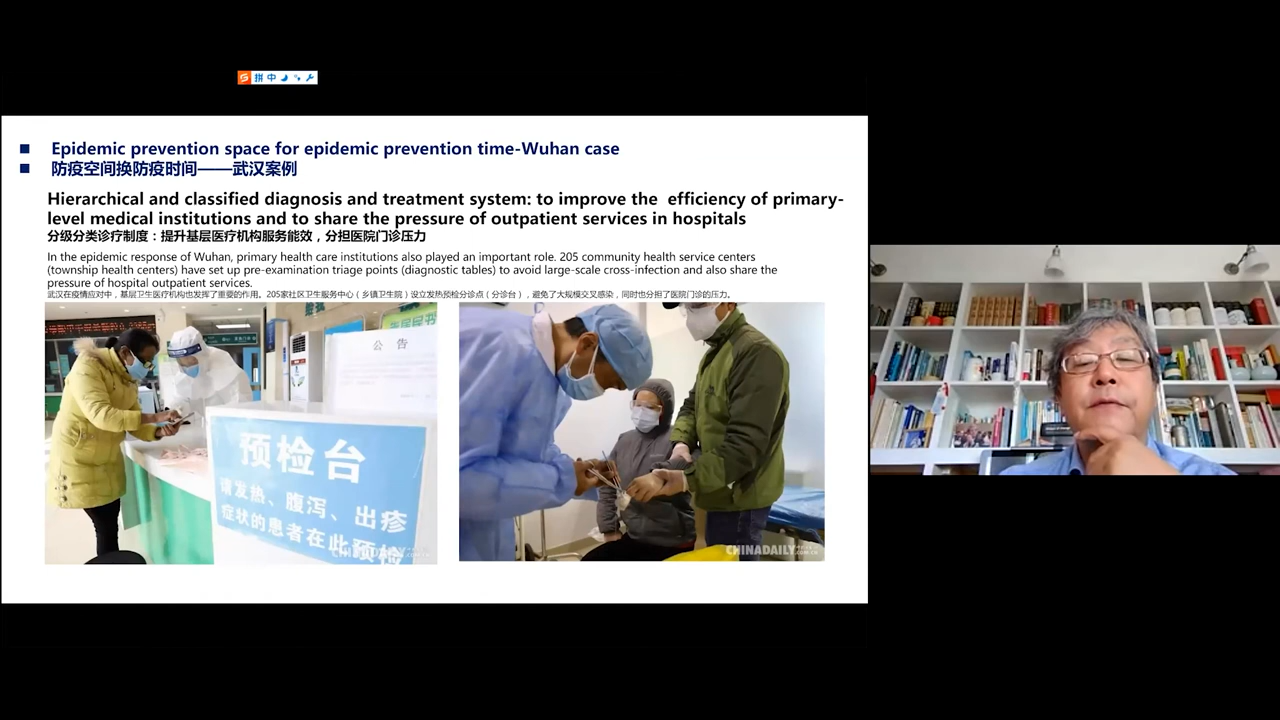 拼 中
Epidemic prevention space for epidemic prevention time-Wuhan case
防疫空间换防疫时间——武汉案例
Hierarchical and classified diagnosis and treatment system: to improve the efficiency of primary-
level medical institutions and to share the pressure of outpatient services in hospitals
分级分类诊疗制度：提升基层医疗机构服务能效，分担医院门诊压力
In the epidemic response of Wuhan, primary health care institutions also played an important role. 205 community health service centers
(township health centers) have set up pre-examination triage points (diagnostic tables) to avoid large-scale cross-infection and also share the
pressure of hospital outpatient services.
武汉在疫情应对中，基层卫生医疗机构也发挥了重要的作用。205家社区卫生服务中心（乡镇卫生院）设立发热预检分诊点（分诊台），避免了大规模交叉感染，同时也分担了医院门诊的压力。
公 告
预检台
请发热、腹泻、出疹
症状的患者在此预检
CHINADAILY